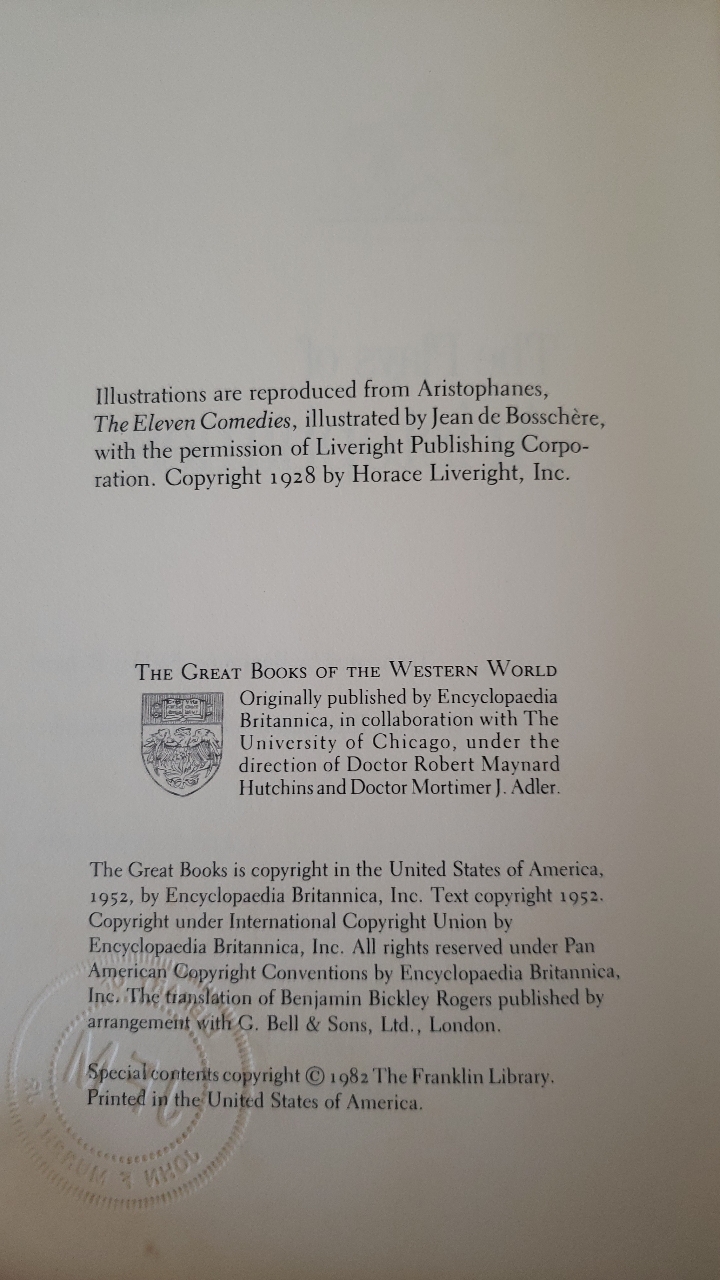 Illustrations are reproduced from Aristophanes,
The Eleven Comedies, illustrated by Jean de Bosschère,
with the permission of Liveright Publishing Corpo-
ration. Copyright 1928 by Horace Liveright, Inc.
THE GREAT BOOKS OF THE WESTERN WORLD
Originally published by Encyclopaedia
Britannica, in collaboration with The
University of Chicago, under the
direction of Doctor Robert Maynard
Hutchins and Doctor Mortimer J. Adler.
The Great Books is copyright in the United States of America,
1952, by Encyclopaedia Britannica, Inc. Text copyright 1952.
Copyright under International Copyright Union by
Encyclopaedia Britannica, Inc. All rights reserved under Pan
American Copyright Conventions by Encyclopaedia Britannica,
Inc. The translation of Benjamin Bickley Rogers published by
arrangement with G. Bell & Sons, Ltd., London.
Special contents copyright © 1982 The Franklin Library.
Printed in the United States of America.